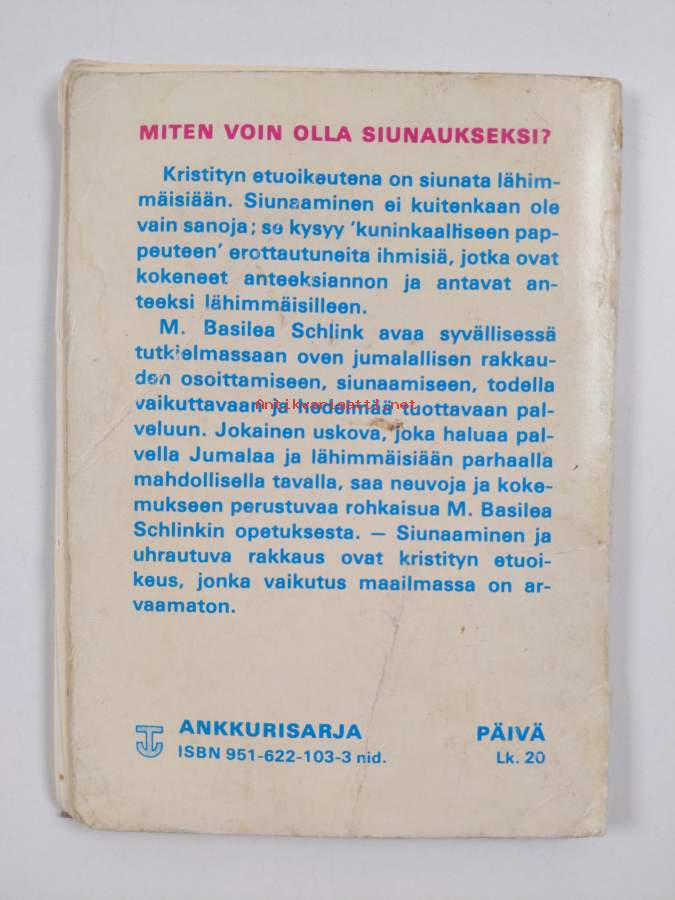 MITEN VOIN OLLA SIUNAUKSEKSI?
Kristityn etuoikeutena on siunata lähim-
mäisiään. Siunaaminen ei kuitenkaan ole
vain sanoja; se kysyy 'kuninkaalliseen pap-
peuteen' erottautuneita ihmisiä, jotka ovat
kokeneet anteeksiannon ja antavat an-
teeksi lähimmäisilleen.
M. Basilea Schlink avaa syvällisessä
tutkielmassaan oven jumalallisen rakkau-
den osoittamiseen, siunaamiseen, todella
vaikuttavaan ja hedelmää tuottavaan pal-
Antikvariaatti.net
veluun. Jokainen uskova, joka haluaa pal-
vella Jumalaa ja lähimmäisiään parhaalla
mahdollisella tavalla, saa neuvoja ja koke-
mukseen perustuvaa rohkaisua M. Basilea
Schlinkin opetuksesta. — Siunaaminen ja
uhrautuva rakkaus ovat kristityn etuoi-
keus, jonka vaikutus maailmassa on ar-
vaamaton.
ANKKURISARJA PÄIVÄ
ISBN 951-622-103-3 nid. Lk. 20